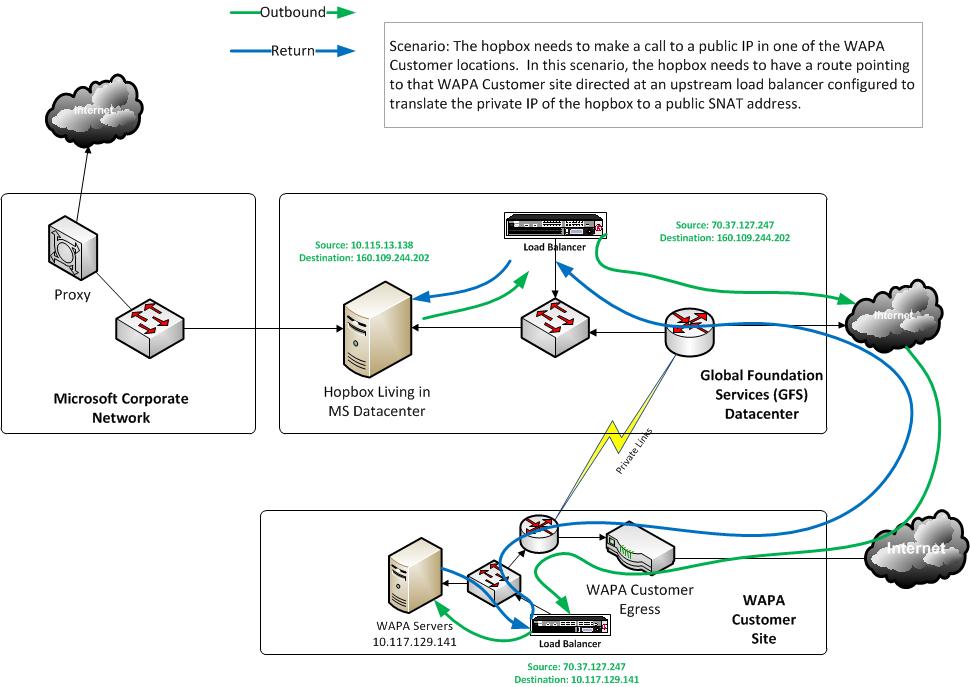 Outbound
Return
Scenario: The hopbox needs to make a call to a public IP in one of the WAPA
Customer locations. In this scenario, the hopbox needs to have a route pointing
to that WAPA Customer site directed at an upstream load balancer configured to
translate the private IP of the hopbox to a public SNAT address.
Internet
Proxy
Microsoft Corporate
Network
Source: 10.115.13.138
Destination: 160.109.244.202
Load Balancer
Source: 70.37.127.247
Destination: 160.109.244.202
Hopbox Living in
MS Datacenter
Internet
Global Foundation
Services (GFS)
Datacenter
Private Links
Internet
WAPA Customer
Egress
WAPA
Customer
Site
WAPA Servers
10.117.129.141
Load Balancer
Source: 70.37.127.247
Destination: 10.117.129.141